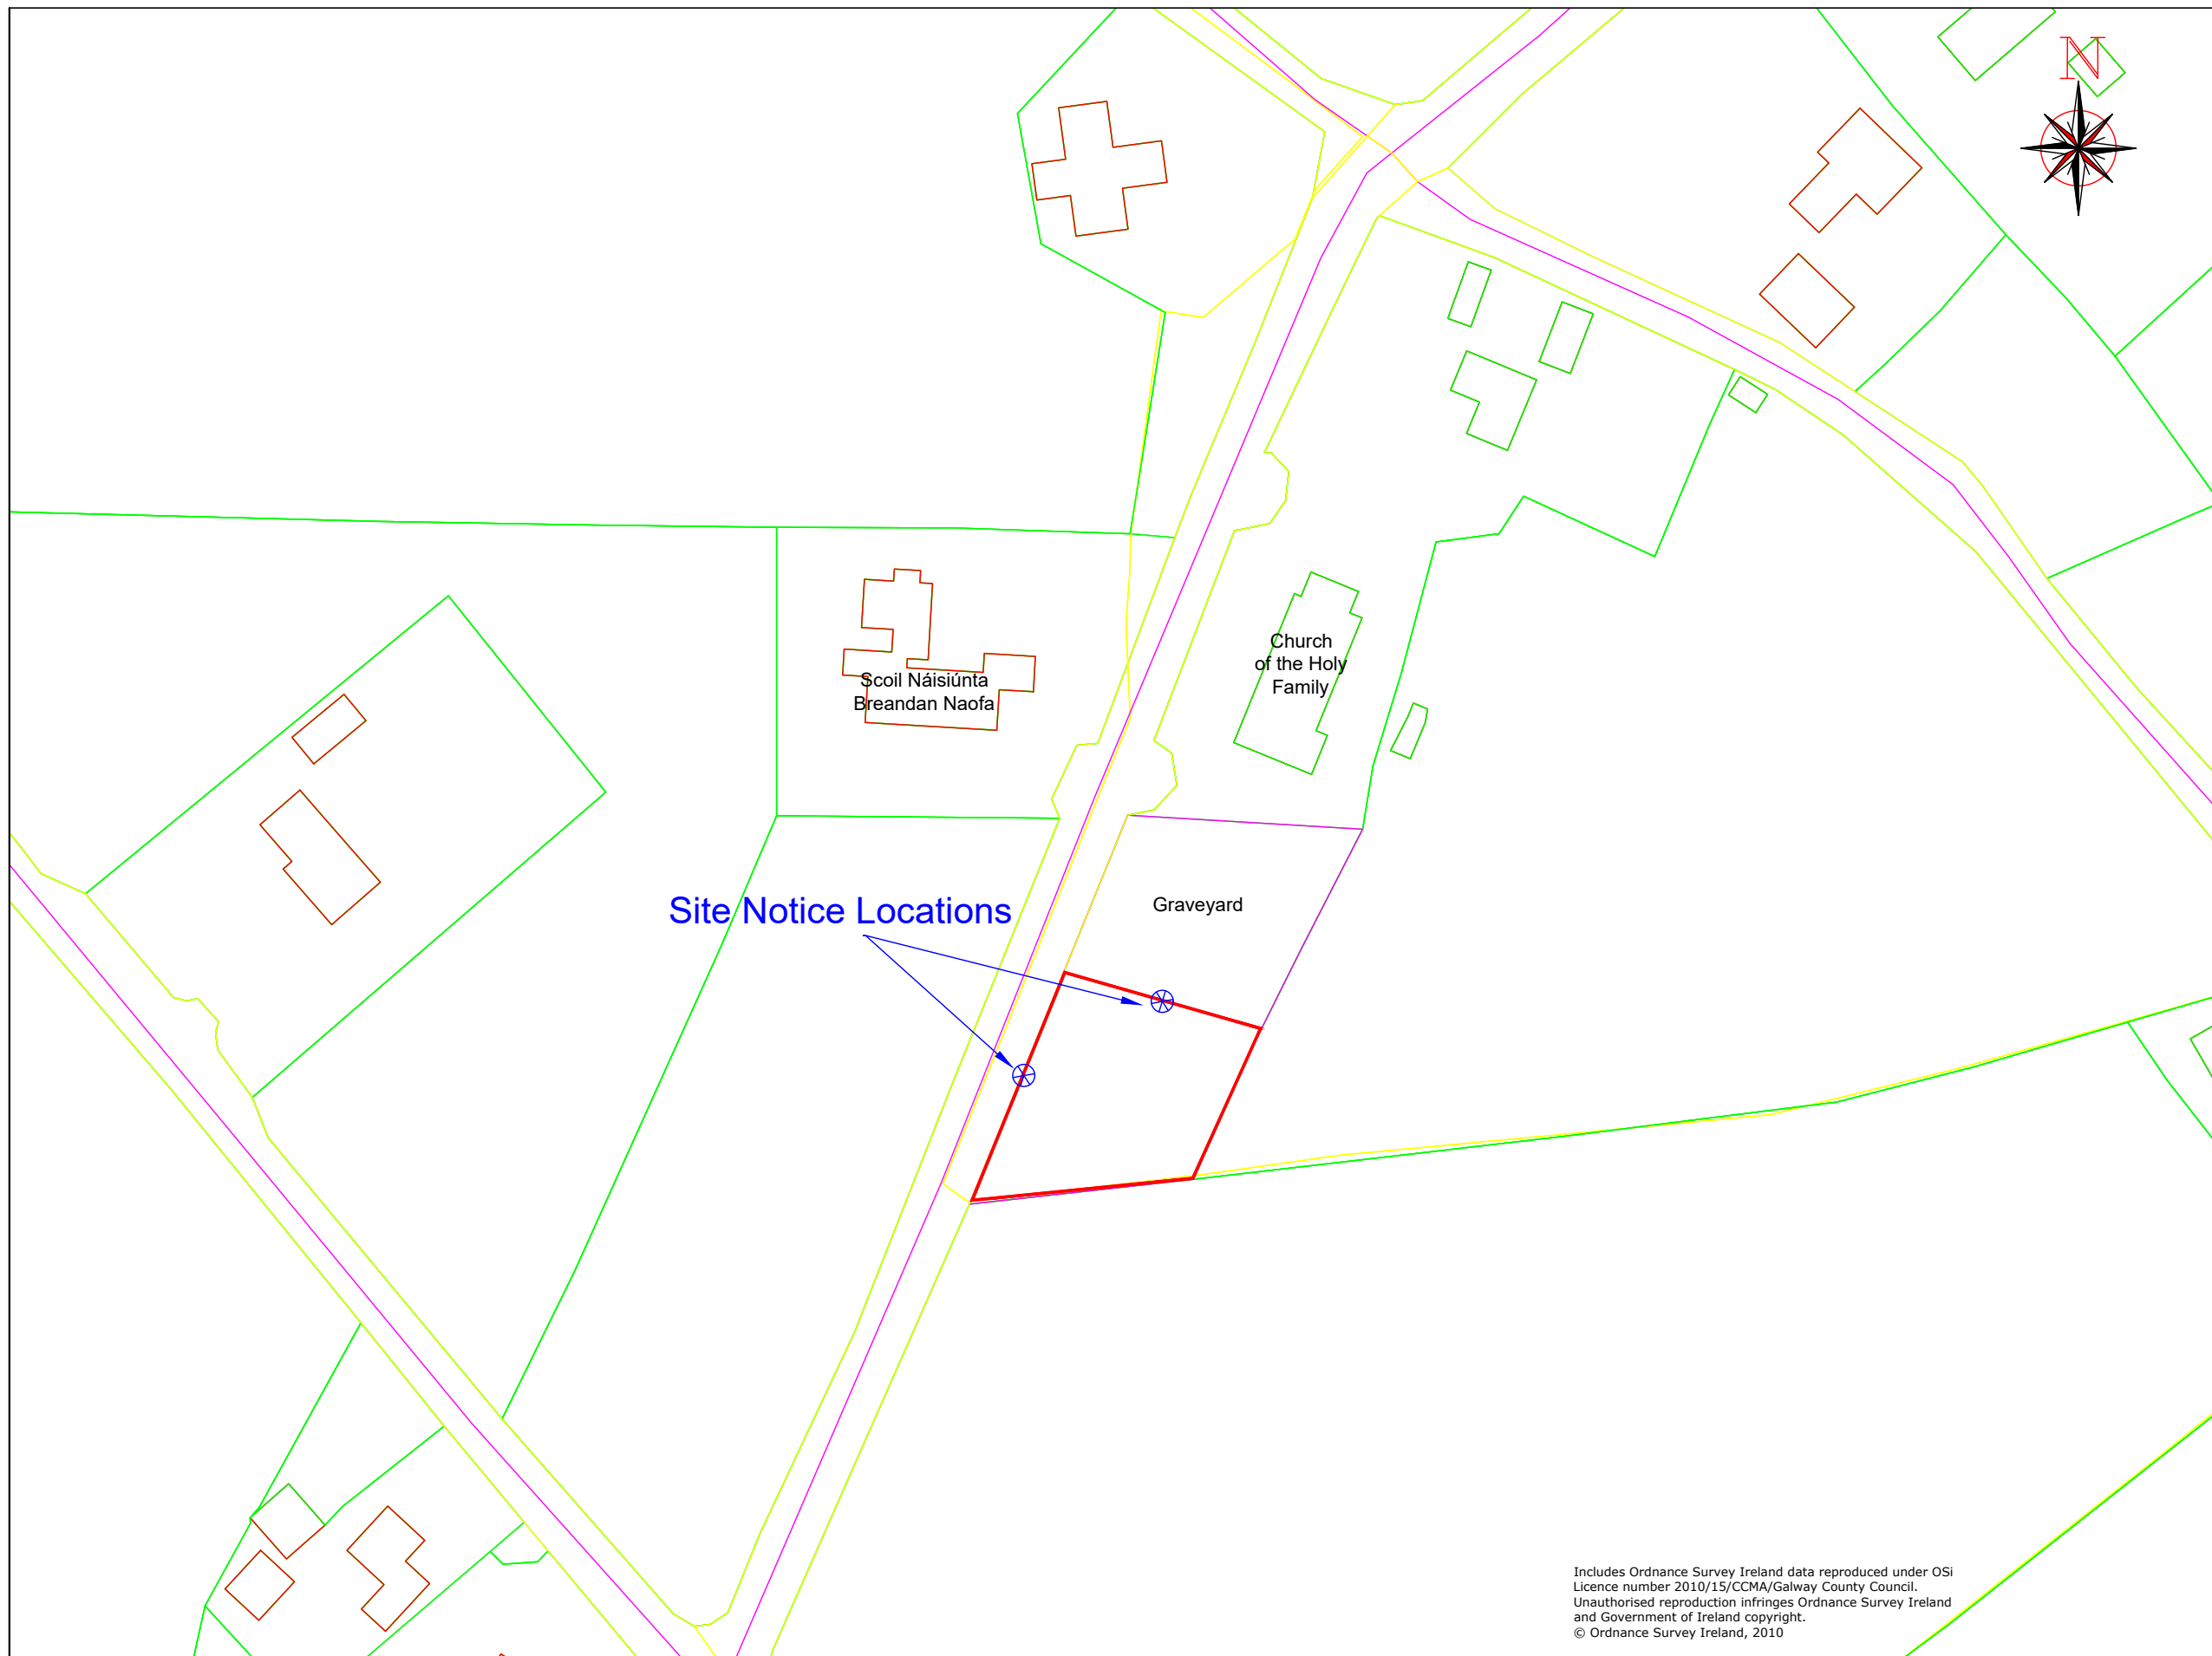 N
Church
of the Holy
Family
Scoil Náisiúnta
Breandan Naofa
Site Notice Locations
Graveyard
Includes Ordnance Survey Ireland data reproduced under OSi
Licence number 2010/15/CCMA/Galway County Council.
Unauthorised reproduction infringes Ordnance Survey Ireland
and Government of Ireland copyright.
© Ordnance Survey Ireland, 2010